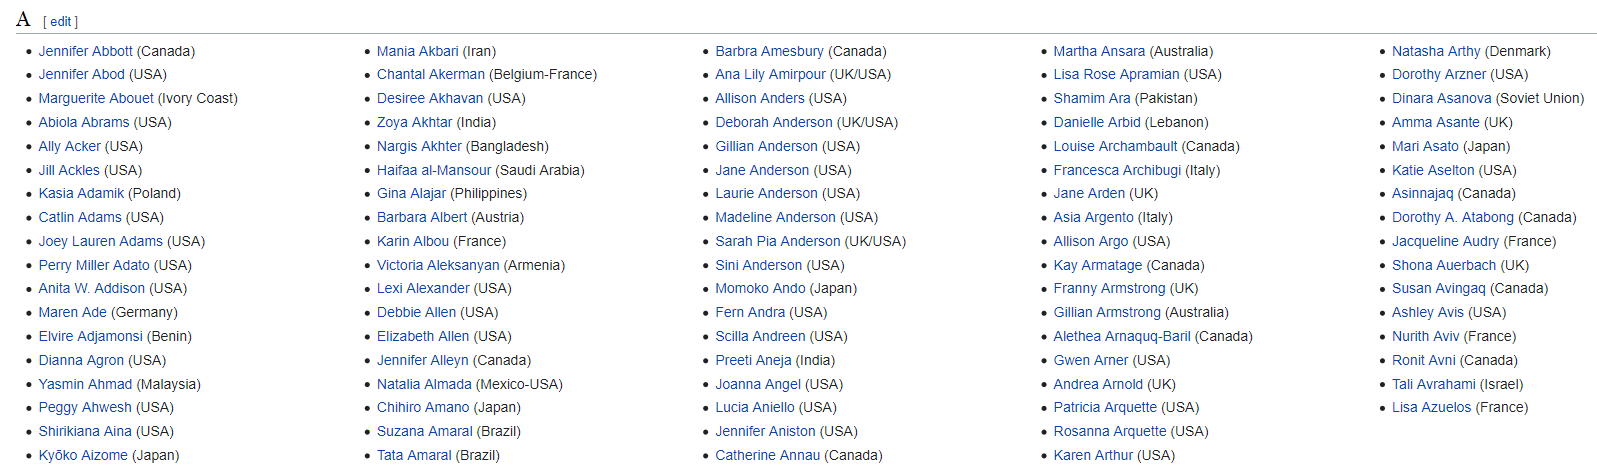 A [ edit ]
Jennifer Abbott (Canada)
Jennifer Abod (USA)
Marguerite Abouet (Ivory Coast)
Abiola Abrams (USA)
Ally Acker (USA)
Jill Ackles (USA)
Kasia Adamik (Poland)
Catlin Adams (USA)
Joey Lauren Adams (USA)
Perry Miller Adato (USA)
Anita W. Addison (USA)
Maren Ade (Germany)
Elvire Adjamonsi (Benin)
Dianna Agron (USA)
Yasmin Ahmad (Malaysia)
Peggy Ahwesh (USA)
Shirikiana Aina (USA)
Kyōko Aizome (Japan)
Mania Akbari (Iran)
Chantal Akerman (Belgium-France)
Desiree Akhavan (USA)
Zoya Akhtar (India)
Nargis Akhter (Bangladesh)
Haifaa al-Mansour (Saudi Arabia)
Gina Alajar (Philippines)
Barbara Albert (Austria)
Karin Albou (France)
Victoria Aleksanyan (Armenia)
Lexi Alexander (USA)
Debbie Allen (USA)
Elizabeth Allen (USA)
Jennifer Alleyn (Canada)
Natalia Almada (Mexico-USA)
Chihiro Amano (Japan)
Suzana Amaral (Brazil)
Tata Amaral (Brazil)
Barbra Amesbury (Canada)
Ana Lily Amirpour (UK/USA)
Allison Anders (USA)
Deborah Anderson (UK/USA)
Gillian Anderson (USA)
Jane Anderson (USA)
Laurie Anderson (USA)
Madeline Anderson (USA)
Sarah Pia Anderson (UK/USA)
Sini Anderson (USA)
Momoko Ando (Japan)
Fern Andra (USA)
Scilla Andreen (USA)
Preeti Aneja (India)
Joanna Angel (USA)
Lucia Aniello (USA)
Jennifer Aniston (USA)
Catherine Annau (Canada)
Martha Ansara (Australia)
Lisa Rose Apramian (USA)
Shamim Ara (Pakistan)
Danielle Arbid (Lebanon)
Louise Archambault (Canada)
Francesca Archibugi (Italy)
Jane Arden (UK)
Asia Argento (Italy)
Allison Argo (USA)
Kay Armatage (Canada)
Franny Armstrong (UK)
Gillian Armstrong (Australia)
Alethea Arnaquq-Baril (Canada)
Gwen Arner (USA)
Andrea Arnold (UK)
Patricia Arquette (USA)
Rosanna Arquette (USA)
Karen Arthur (USA)
Natasha Arthy (Denmark)
Dorothy Arzner (USA)
Dinara Asanova (Soviet Union)
Amma Asante (UK)
Mari Asato (Japan)
Katie Aselton (USA)
Asinnajaq (Canada)
Dorothy A. Atabong (Canada)
Jacqueline Audry (France)
Shona Auerbach (UK)
Susan Avingaq (Canada)
Ashley Avis (USA)
Nurith Aviv (France)
Ronit Avni (Canada)
Tali Avrahami (Israel)
Lisa Azuelos (France)